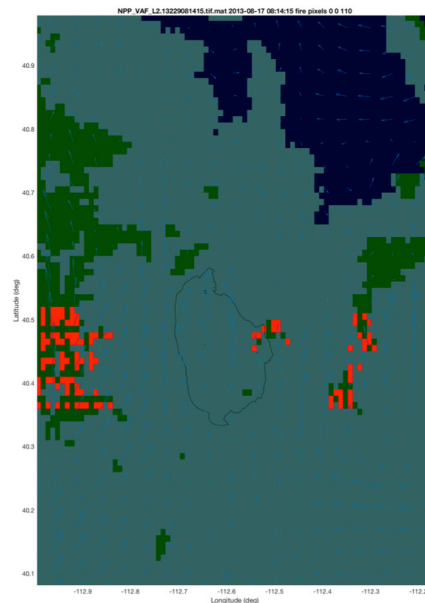 NPP_VAF_L2.13229081415.tif.mat 2013-08-17 08:14:15 fire pixels 0 0 110
40.9
40.8
40.7
40.6
40.5
40.4
40.3
40.2
40.1
Latitude (deg)
-112.9 -112.8 -112.7 -112.6 -112.5 -112.4 -112.3 -112.2
Longitude (deg)